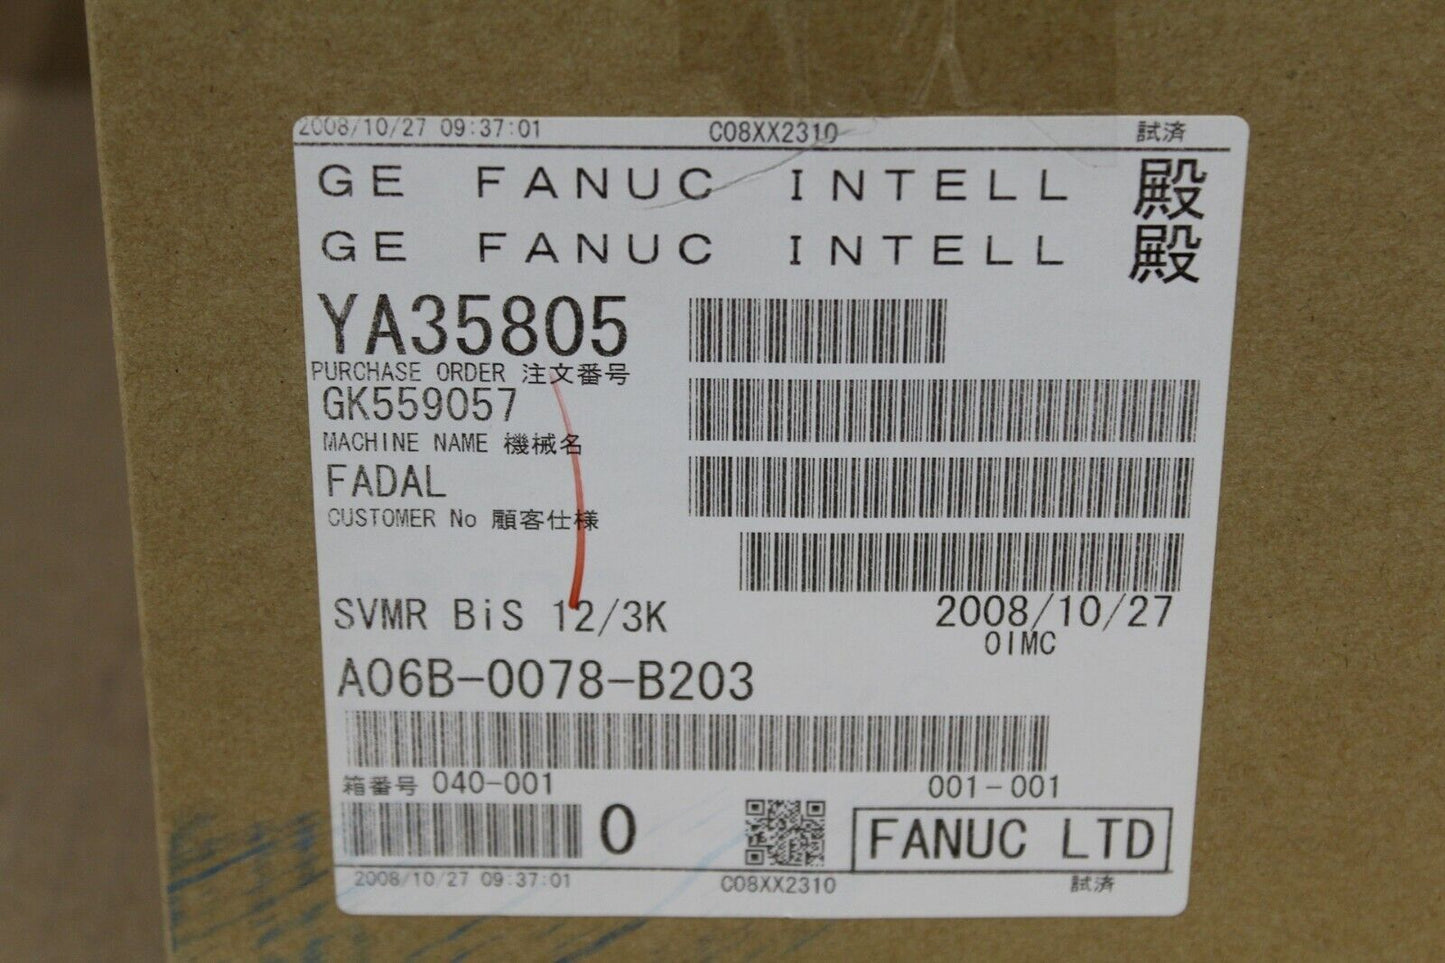 2008/10/27 09:37:01 C08XX2310 試済
GE FANUC INTELL 殿
GE FANUC INTELL 殿
YA35805
PURCHASE ORDER 注文番号
GK559057
MACHINE NAME 機械名
FADAL
CUSTOMER No 顧客仕様
SVMR BiS 12/3K 2008/10/27
0IMC
A06B-0078-B203
箱番号 040-001 001-001
0 FANUC LTD
2008/10/27 09:37:01 C08XX2310 試済